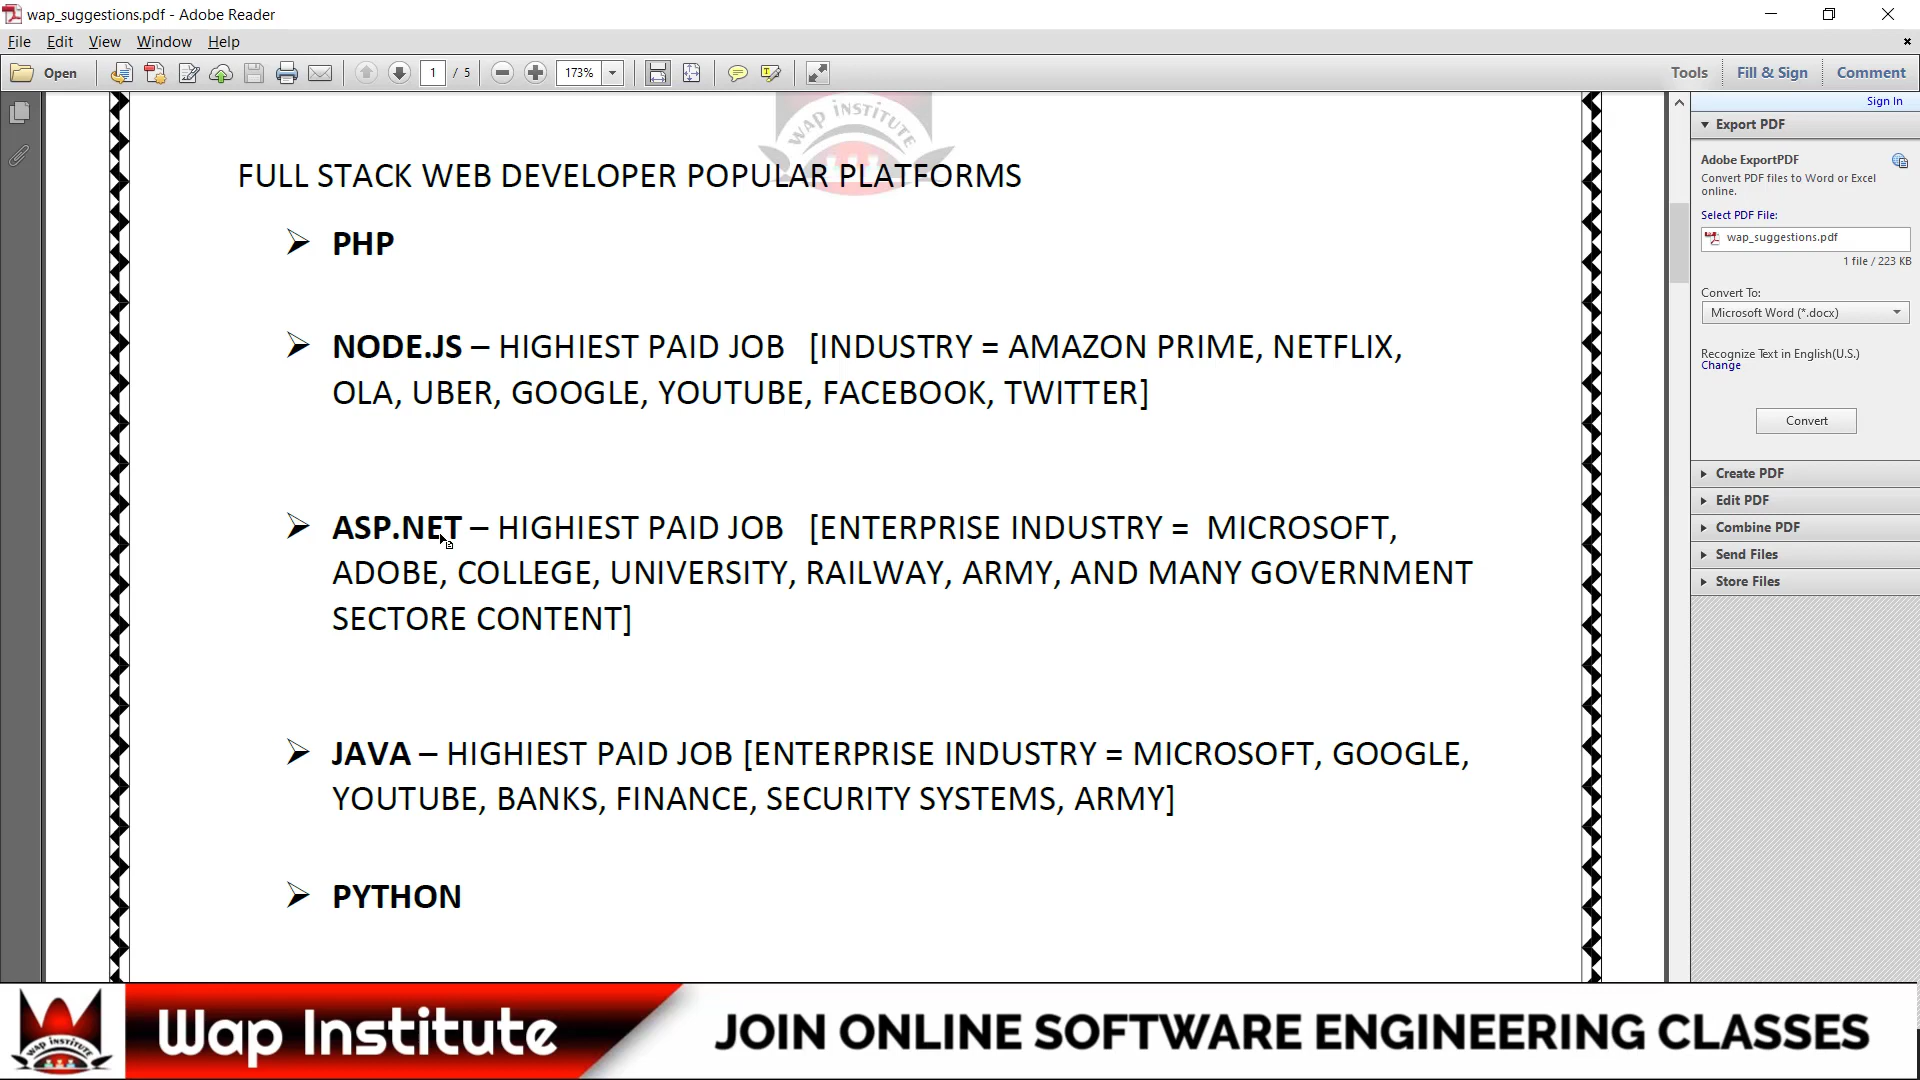 wap_suggestions.pdf - Adobe Reader
File Edit View Window Help
Open 1 / 5 173% Tools Fill & Sign Comment
Sign In
Export PDF
Adobe ExportPDF
Convert PDF files to Word or Excel
online.
Select PDF File:
wap_suggestions.pdf
1 file / 223 KB
Convert To:
Microsoft Word (*.docx)
Recognize Text in English(U.S.)
Change
Convert
Create PDF
Edit PDF
Combine PDF
Send Files
Store Files
WAP INSTITUTE
FULL STACK WEB DEVELOPER POPULAR PLATFORMS
PHP
NODE.JS – HIGHIEST PAID JOB [INDUSTRY = AMAZON PRIME, NETFLIX,
OLA, UBER, GOOGLE, YOUTUBE, FACEBOOK, TWITTER]
ASP.NET – HIGHIEST PAID JOB [ENTERPRISE INDUSTRY = MICROSOFT,
ADOBE, COLLEGE, UNIVERSITY, RAILWAY, ARMY, AND MANY GOVERNMENT
SECTORE CONTENT]
JAVA – HIGHIEST PAID JOB [ENTERPRISE INDUSTRY = MICROSOFT, GOOGLE,
YOUTUBE, BANKS, FINANCE, SECURITY SYSTEMS, ARMY]
PYTHON
WAP INSTITUTE
Wap Institute
JOIN ONLINE SOFTWARE ENGINEERING CLASSES